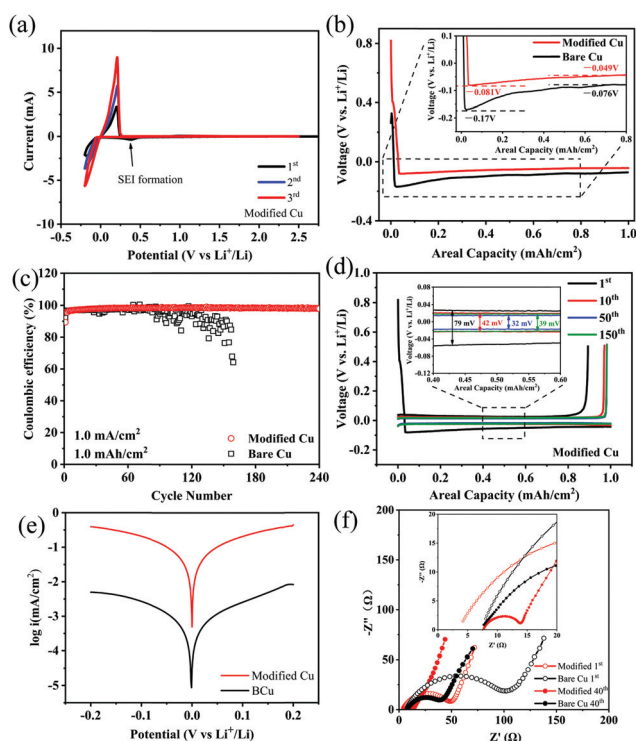 (a)
Current (mA)
10
5
0
-5
-10
-0.5
0.0
0.5
1.0
1.5
2.0
2.5
Potential (V vs Li⁺/Li)
SEI formation
1st
2nd
3rd
Modified Cu
(b)
Voltage (V vs. Li⁺/Li)
0.8
0.4
0.0
-0.4
0.0
0.2
0.4
0.6
0.8
1.0
Areal Capacity (mAh/cm²)
Modified Cu
Bare Cu
Voltage (V vs. Li⁺/Li)
0.0
0.2
0.4
0.6
0.8
Areal Capacity (mAh/cm²)
−0.049V
−0.081V
−0.076V
−0.17V
(c)
Coulombic efficiency (%)
120
100
80
60
40
20
0
0
30
60
90
120
150
180
210
240
Cycle Number
1.0 mA/cm²
1.0 mAh/cm²
Modified Cu
Bare Cu
(d)
Voltage (V vs. Li⁺/Li)
1.0
0.8
0.6
0.4
0.2
0.0
-0.2
0.0
0.2
0.4
0.6
0.8
1.0
Areal Capacity (mAh/cm²)
1st
10th
50th
150th
Modified Cu
Voltage (V vs. Li⁺/Li)
0.08
0.04
0.00
-0.04
-0.08
0.40
0.45
0.50
0.55
0.60
Areal Capacity (mAh/cm²)
79 mV
42 mV
32 mV
39 mV
(e)
log i(mA/cm²)
1
0
-1
-2
-3
-4
-5
-0.2
-0.1
0.0
0.1
0.2
Potential (V vs Li⁺/Li)
Modified Cu
BCu
(f)
-Z'' (Ω)
200
150
100
50
0
0
50
100
150
200
Z' (Ω)
Modified 1st
Bare Cu 1st
Modified 40th
Bare Cu 40th
-Z'' (Ω)
20
15
10
5
0
0
5
10
15
20
Z' (Ω)